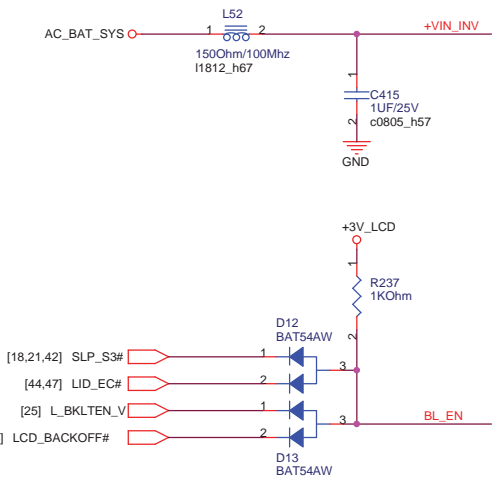 L52
AC_BAT_SYS
1
2
+VIN_INV
150Ohm/100Mhz
l1812_h67
1
C415
1UF/25V
2
c0805_h57
GND
+3V_LCD
1
R237
1KOhm
2
D12
BAT54AW
[18,21,42] SLP_S3#
1
3
[44,47] LID_EC#
2
[25] L_BKLTEN_V
1
3
BL_EN
] LCD_BACKOFF#
2
D13
BAT54AW